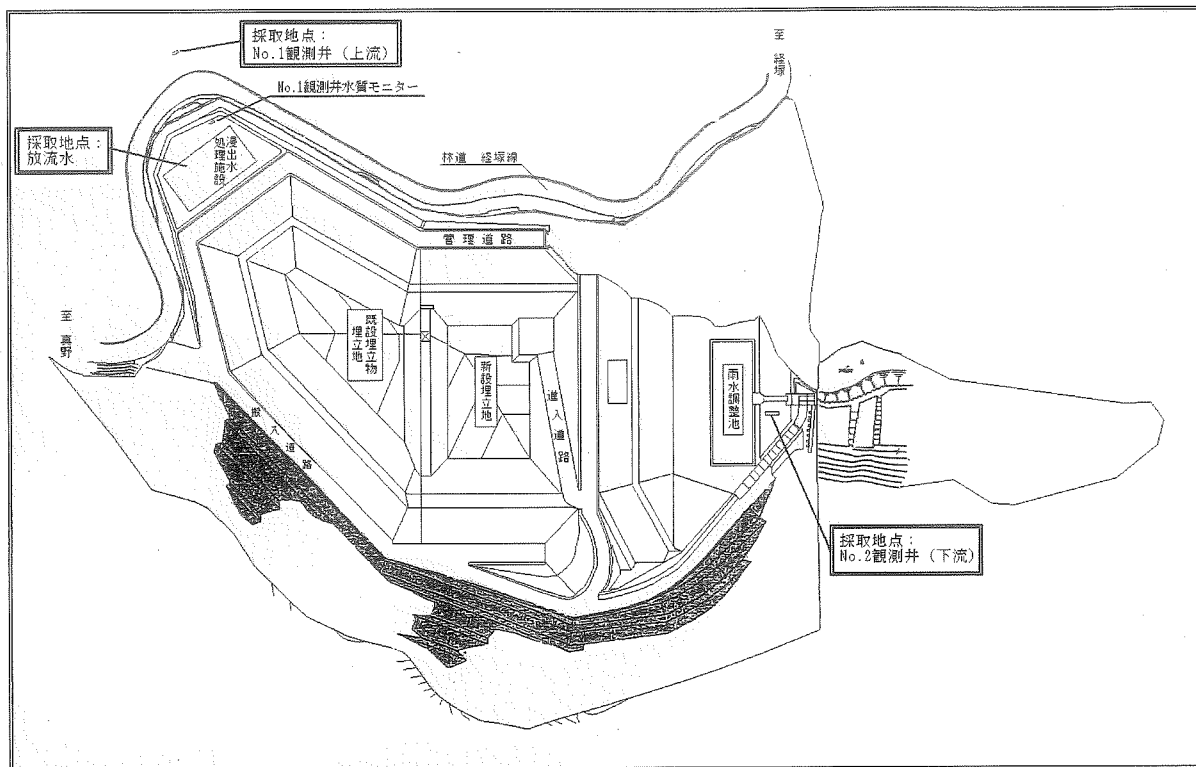 採取地点：
No.1観測井（上流）
至　経塚
No.1観測井水質モニター
採取地点：
放流水
浸出水
処理施設
林道　経塚線
管理道路
至　真野
既設埋立物
埋立地
新設埋立地
進入道路
雨水調整池
搬入道路
採取地点：
No.2観測井（下流）